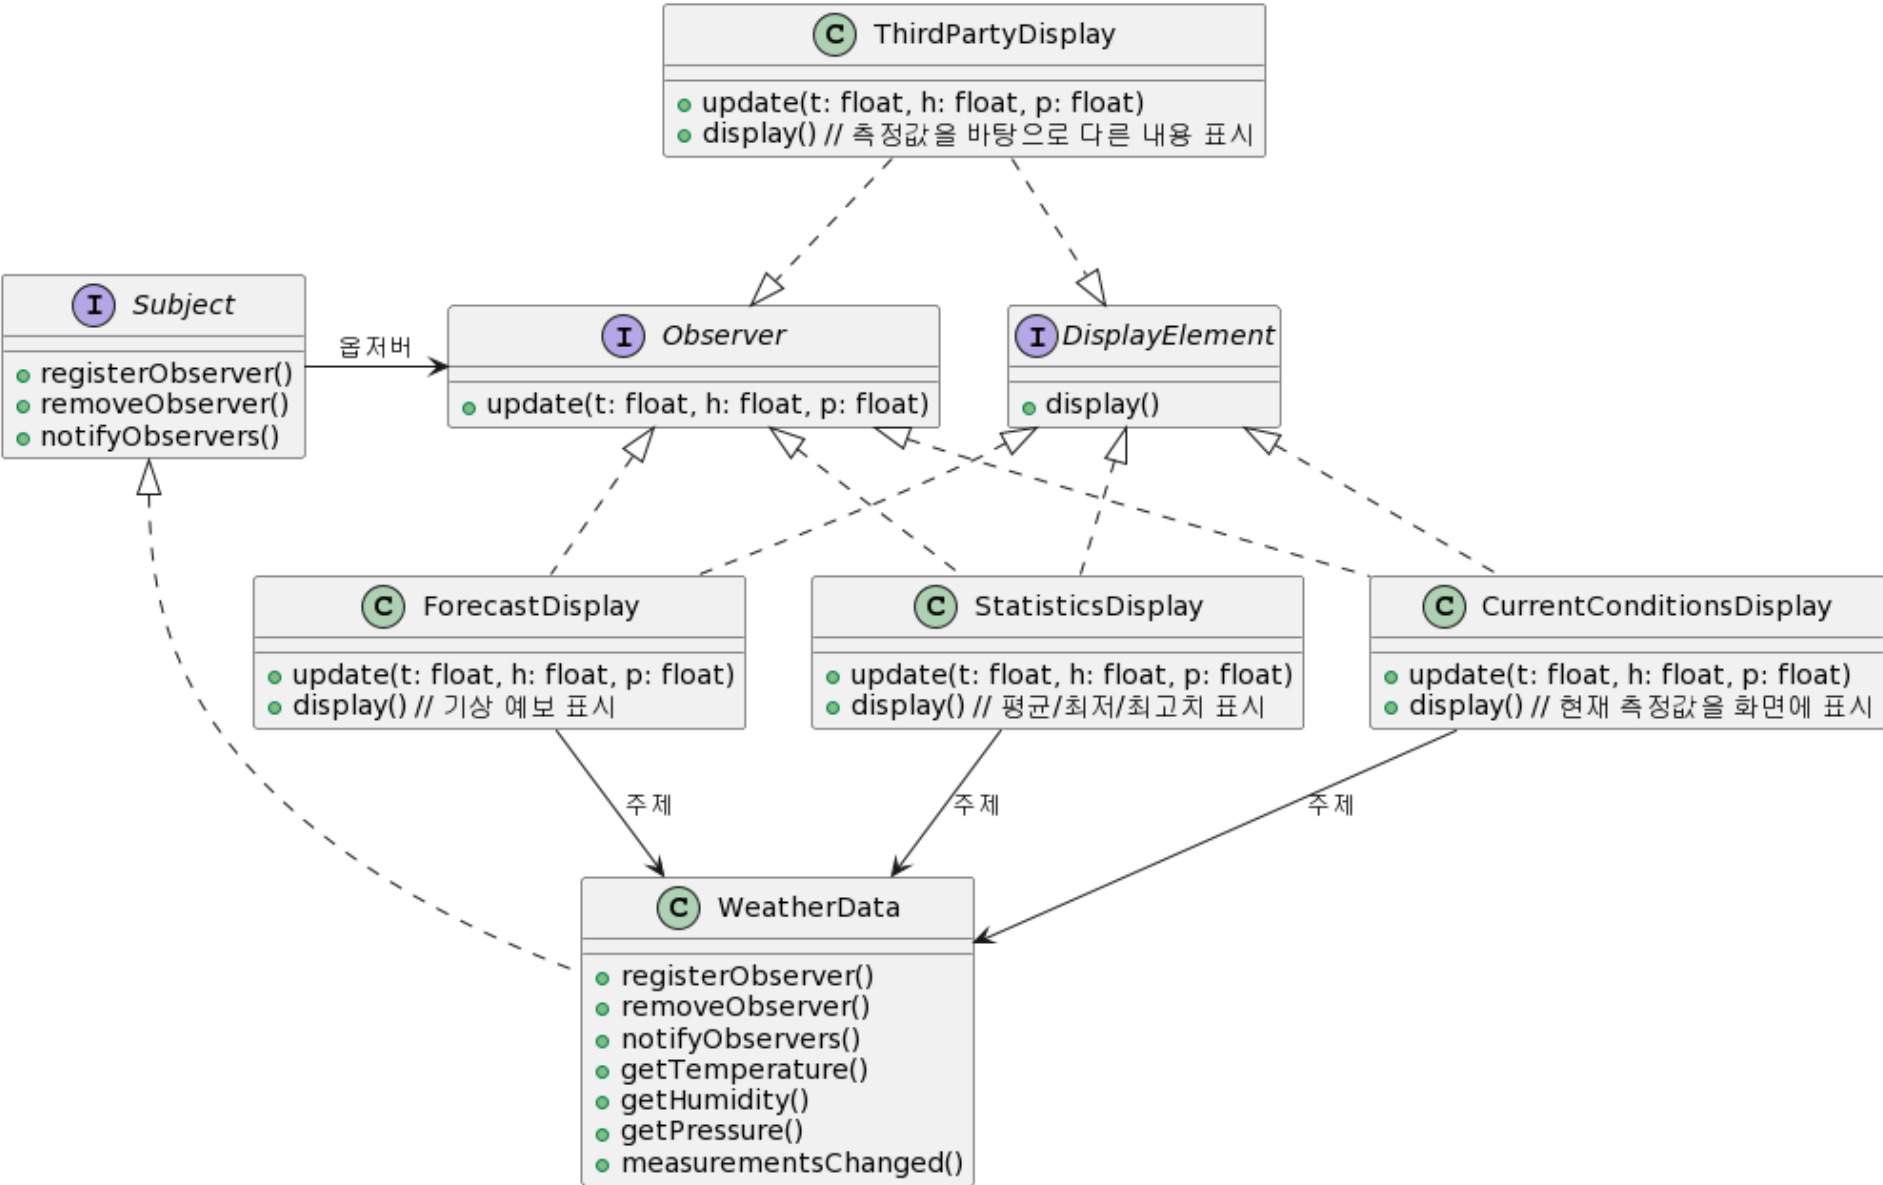 C ThirdPartyDisplay
update(t: float, h: float, p: float)
display() // 측정값을 바탕으로 다른 내용 표시
I Subject
registerObserver()
removeObserver()
notifyObservers()
옵저버
I Observer
update(t: float, h: float, p: float)
I DisplayElement
display()
C ForecastDisplay
update(t: float, h: float, p: float)
display() // 기상 예보 표시
C StatisticsDisplay
update(t: float, h: float, p: float)
display() // 평균/최저/최고치 표시
C CurrentConditionsDisplay
update(t: float, h: float, p: float)
display() // 현재 측정값을 화면에 표시
주제
주제
주제
C WeatherData
registerObserver()
removeObserver()
notifyObservers()
getTemperature()
getHumidity()
getPressure()
measurementsChanged()